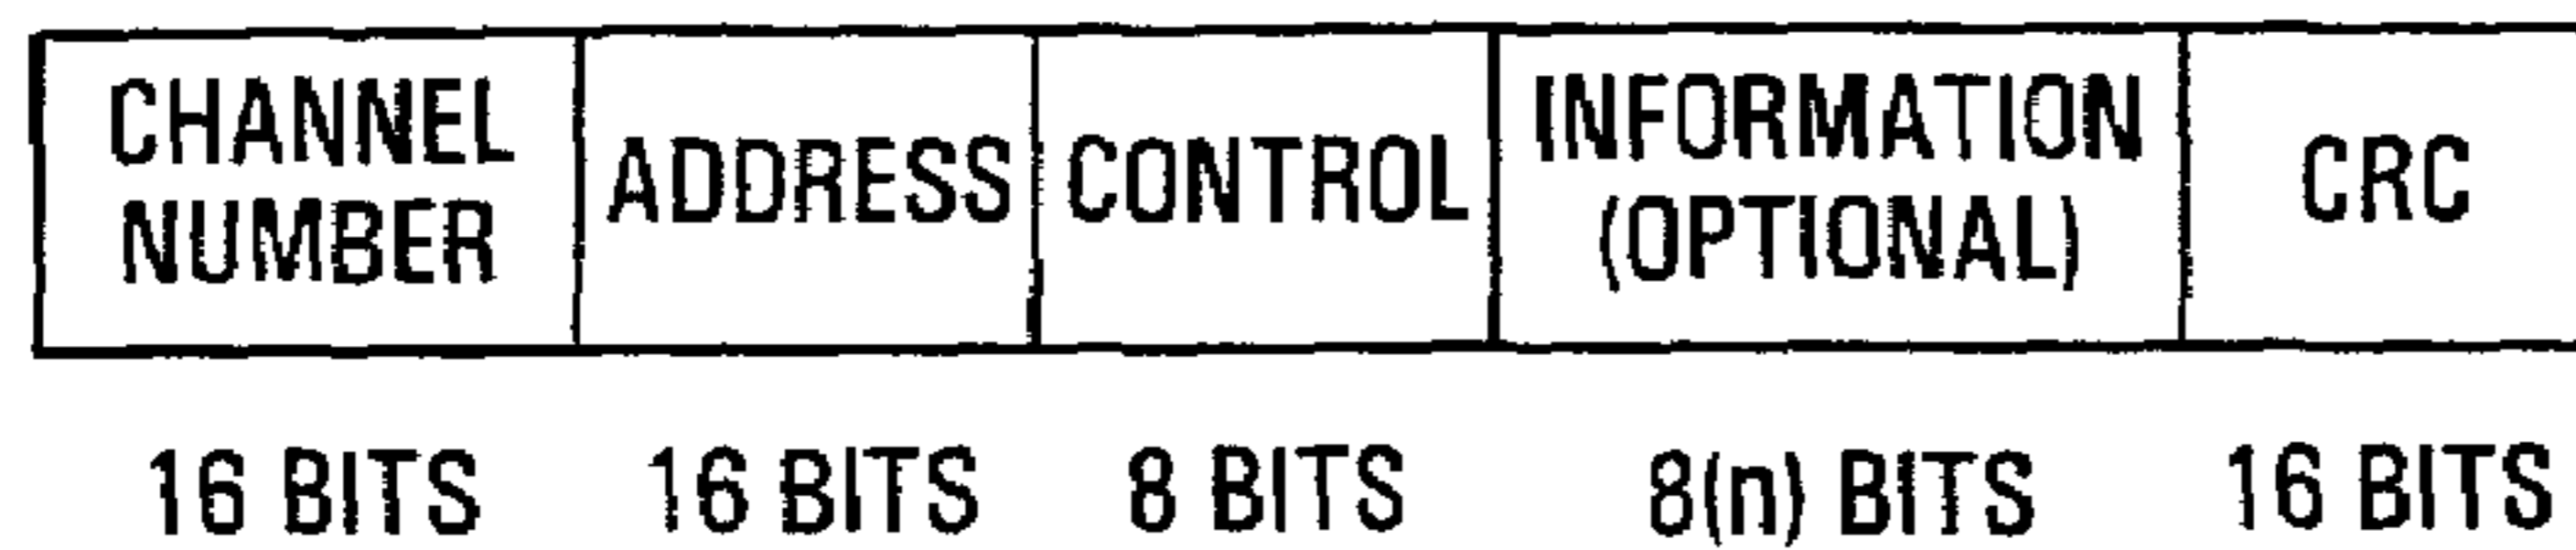 CHANNEL
NUMBER
ADDRESS
CONTROL
INFORMATION
(OPTIONAL)
CRC
16 BITS
16 BITS
8 BITS
8(n) BITS
16 BITS